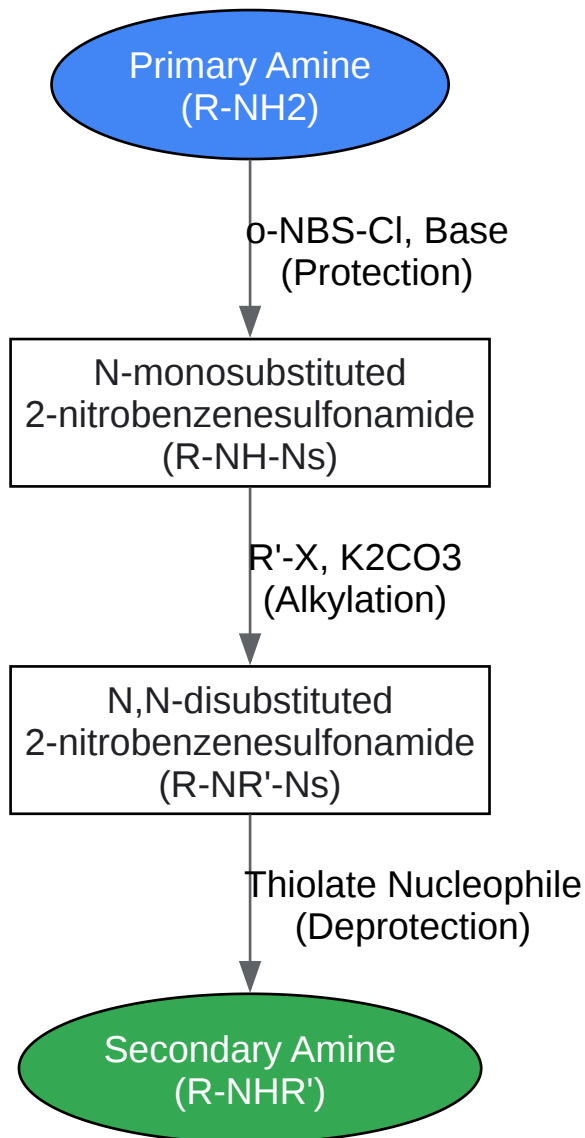 Primary Amine
(R-NH2)
o-NBS-Cl, Base
(Protection)
N-monosubstituted
2-nitrobenzenesulfonamide
(R-NH-Ns)
R'-X, K2CO3
(Alkylation)
N,N-disubstituted
2-nitrobenzenesulfonamide
(R-NR'-Ns)
Thiolate Nucleophile
(Deprotection)
Secondary Amine
(R-NHR')